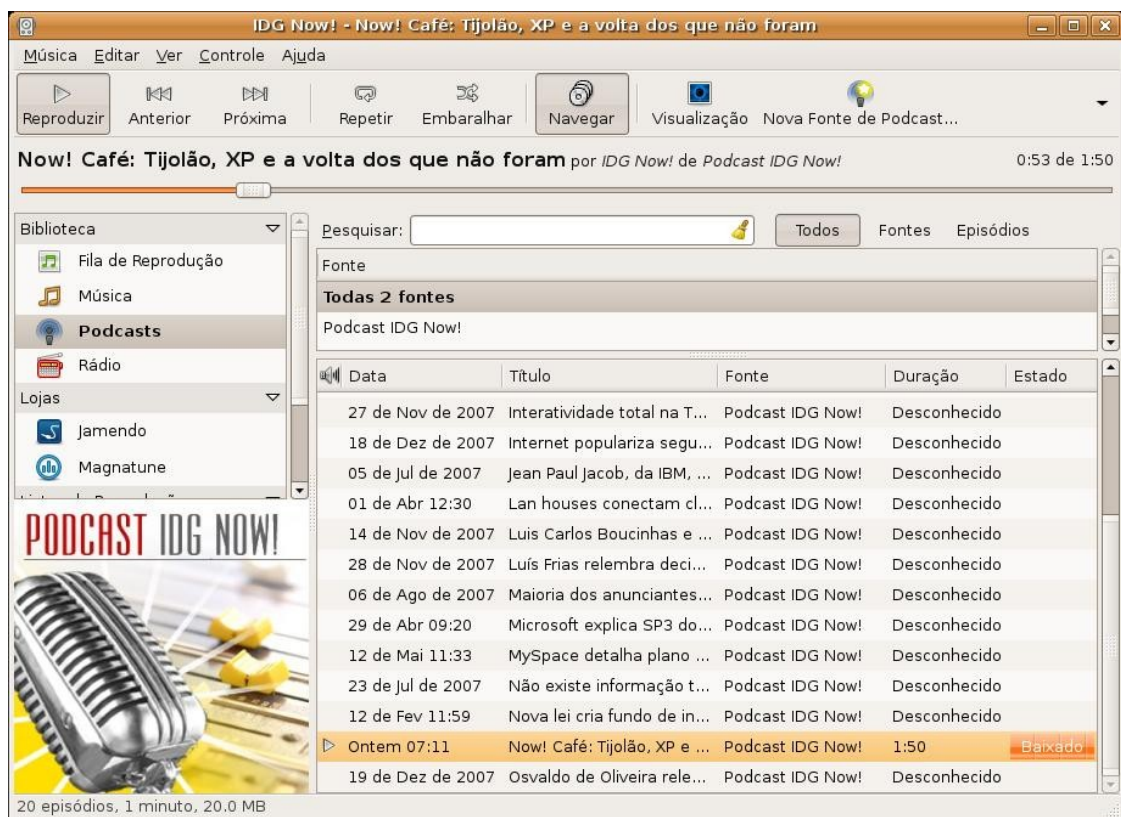 IDG Now! - Now! Café: Tijolão, XP e a volta dos que não foram
Música Editar Ver Controle Ajuda
Reproduzir Anterior Próxima Repetir Embaralhar Navegar Visualização Nova Fonte de Podcast...
Now! Café: Tijolão, XP e a volta dos que não foram por IDG Now! de Podcast IDG Now! 0:53 de 1:50
Biblioteca
Fila de Reprodução
Música
Podcasts
Rádio
Lojas
Jamendo
Magnatune
PODCAST IDG NOW!
Pesquisar: Todos Fontes Episódios
Fonte
Todas 2 fontes
Podcast IDG Now!
Data Título Fonte Duração Estado
27 de Nov de 2007 Interatividade total na T... Podcast IDG Now! Desconhecido
18 de Dez de 2007 Internet populariza segu... Podcast IDG Now! Desconhecido
05 de Jul de 2007 Jean Paul Jacob, da IBM, ... Podcast IDG Now! Desconhecido
01 de Abr 12:30 Lan houses conectam cl... Podcast IDG Now! Desconhecido
14 de Nov de 2007 Luis Carlos Boucinhas e ... Podcast IDG Now! Desconhecido
28 de Nov de 2007 Luís Frias relembra deci... Podcast IDG Now! Desconhecido
06 de Ago de 2007 Maioria dos anunciantes... Podcast IDG Now! Desconhecido
29 de Abr 09:20 Microsoft explica SP3 do... Podcast IDG Now! Desconhecido
12 de Mai 11:33 MySpace detalha plano ... Podcast IDG Now! Desconhecido
23 de Jul de 2007 Não existe informação t... Podcast IDG Now! Desconhecido
12 de Fev 11:59 Nova lei cria fundo de in... Podcast IDG Now! Desconhecido
Ontem 07:11 Now! Café: Tijolão, XP e ... Podcast IDG Now! 1:50 Baixado
19 de Dez de 2007 Osvaldo de Oliveira rele... Podcast IDG Now! Desconhecido
20 episódios, 1 minuto, 20.0 MB